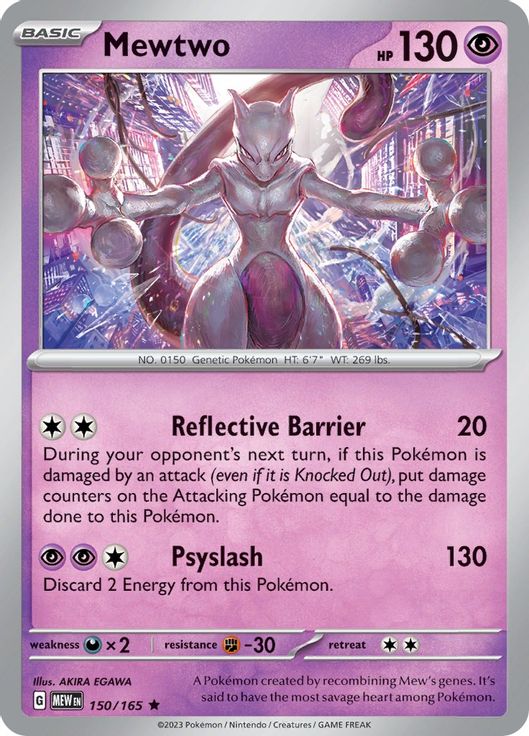 BASIC
Mewtwo
HP 130
NO. 0150 Genetic Pokémon HT: 6'7" WT: 269 lbs.
Reflective Barrier 20
During your opponent's next turn, if this Pokémon is
damaged by an attack (even if it is Knocked Out), put damage
counters on the Attacking Pokémon equal to the damage
done to this Pokémon.
Psyslash 130
Discard 2 Energy from this Pokémon.
weakness ×2 resistance -30 retreat
Illus. AKIRA EGAWA
G MEW EN 150/165 ★
A Pokémon created by recombining Mew's genes. It's
said to have the most savage heart among Pokémon.
©2023 Pokémon / Nintendo / Creatures / GAME FREAK